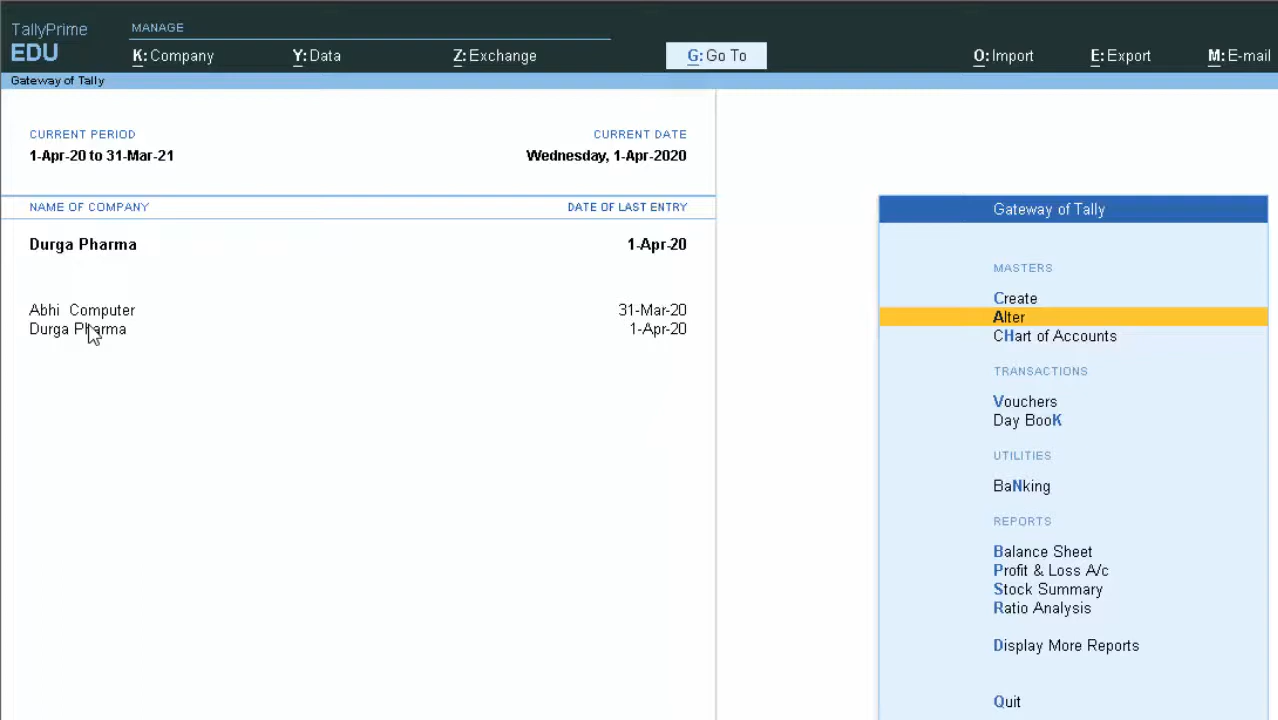 TallyPrime
EDU
MANAGE
K: Company
Y: Data
Z: Exchange
G: Go To
O: Import
E: Export
M: E-mail
Gateway of Tally
CURRENT PERIOD
CURRENT DATE
1-Apr-20 to 31-Mar-21
Wednesday, 1-Apr-2020
NAME OF COMPANY
DATE OF LAST ENTRY
Durga Pharma
1-Apr-20
Abhi Computer
31-Mar-20
Durga Pharma
1-Apr-20
Gateway of Tally
MASTERS
Create
Alter
CHart of Accounts
TRANSACTIONS
Vouchers
Day BooK
UTILITIES
BaNking
REPORTS
Balance Sheet
Profit & Loss A/c
Stock Summary
Ratio Analysis
Display More Reports
Quit